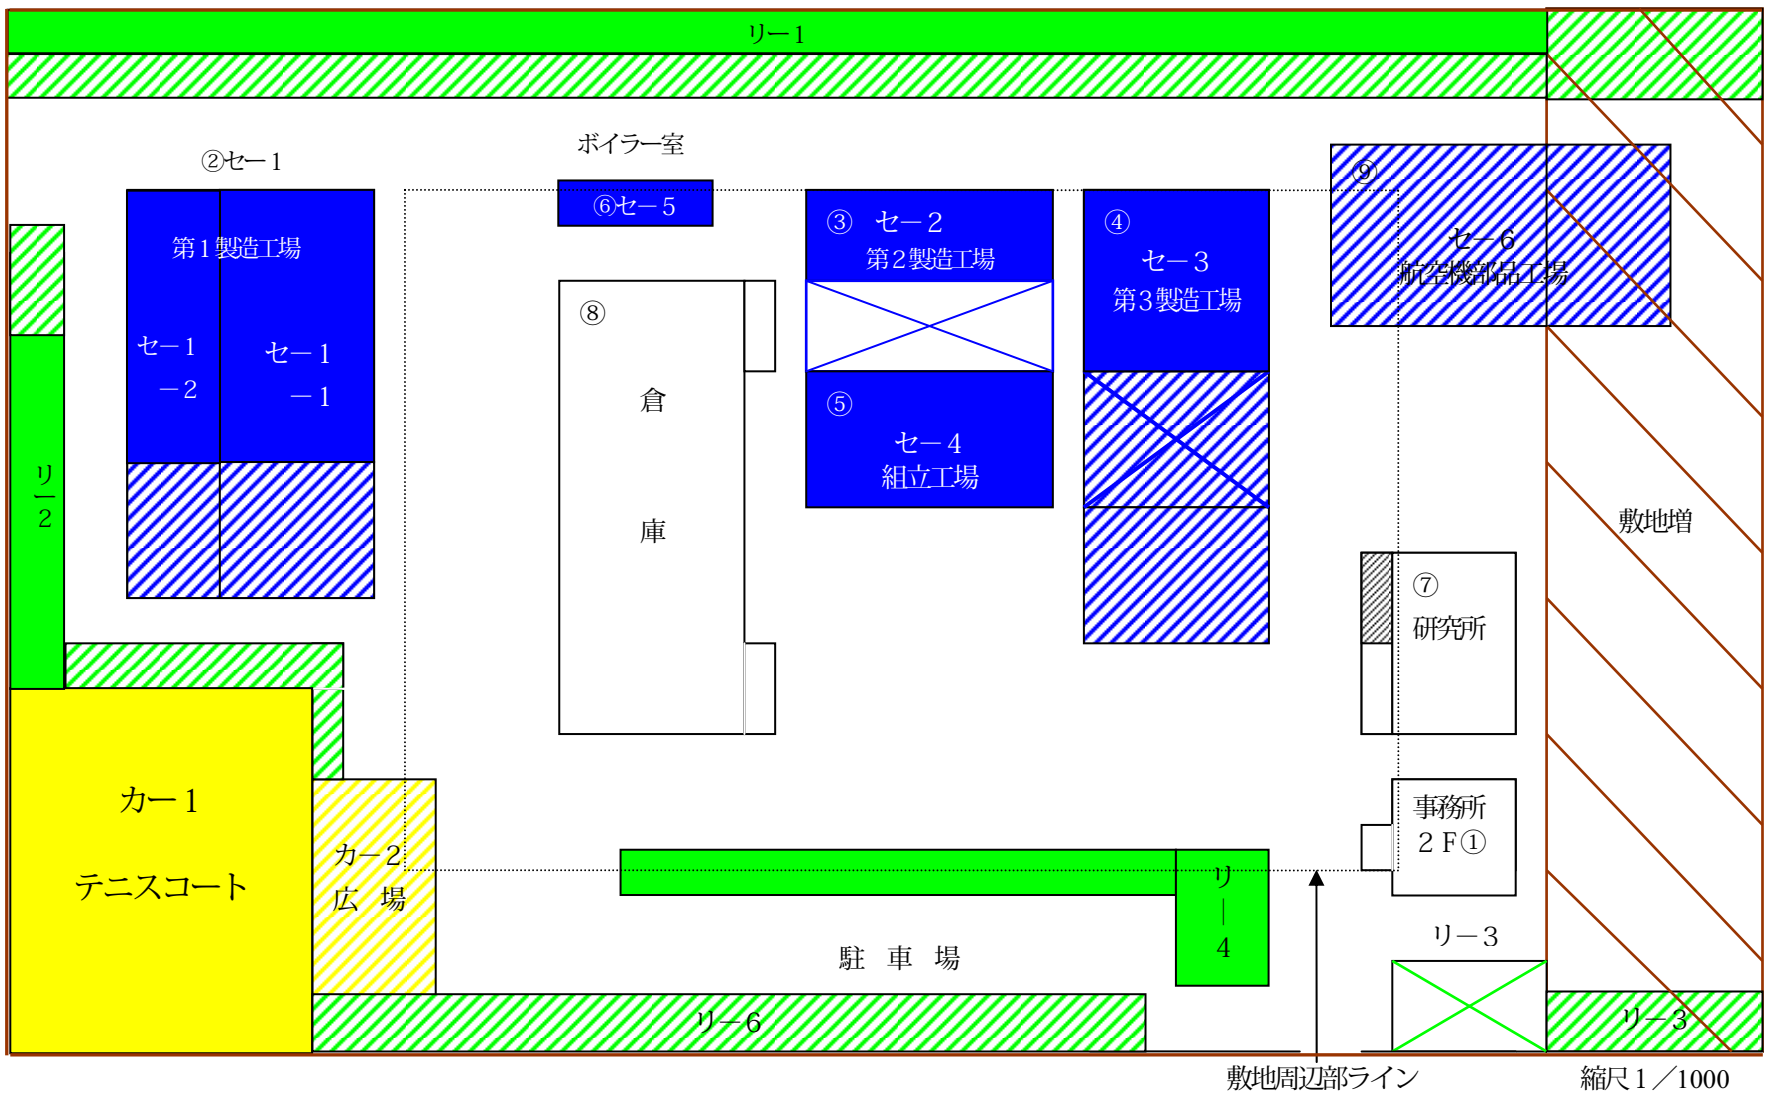 リー1
ボイラー室
②セー1
第1製造工場
セ－1
－2
セ－1
－1
⑥セ－5
③ セ－2
第2製造工場
④
セ－3
第3製造工場
⑨
セ－6
航空機部品工場
⑧
倉
庫
⑤
セ－4
組立工場
リー2
敷地増
⑦
研究所
カー1
テニスコート
カ－2
広 場
事務所
2F①
リ－4
リ－3
駐 車 場
リ－6
リ－3
敷地周辺部ライン
縮尺1／1000